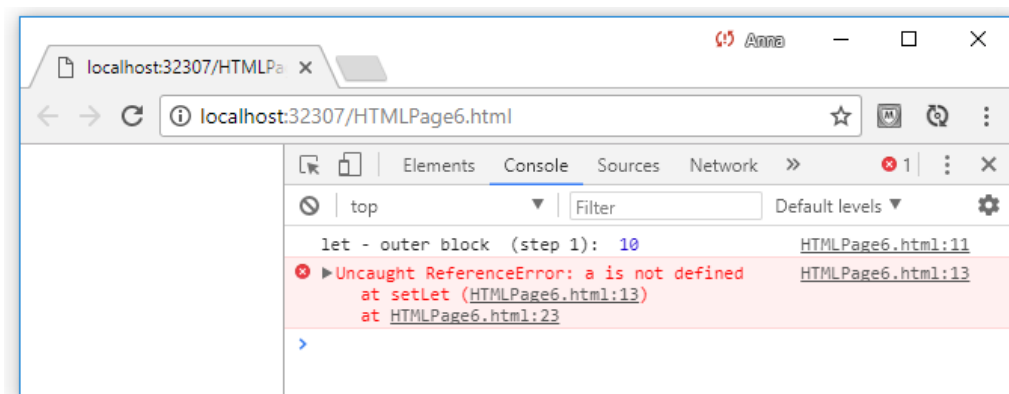 Anna
localhost:32307/HTMLPa
localhost:32307/HTMLPage6.html
Elements Console Sources Network » 1
top ▼ Filter Default levels ▼
let - outer block (step 1): 10 HTMLPage6.html:11
▶Uncaught ReferenceError: a is not defined HTMLPage6.html:13
at setLet (HTMLPage6.html:13)
at HTMLPage6.html:23
>